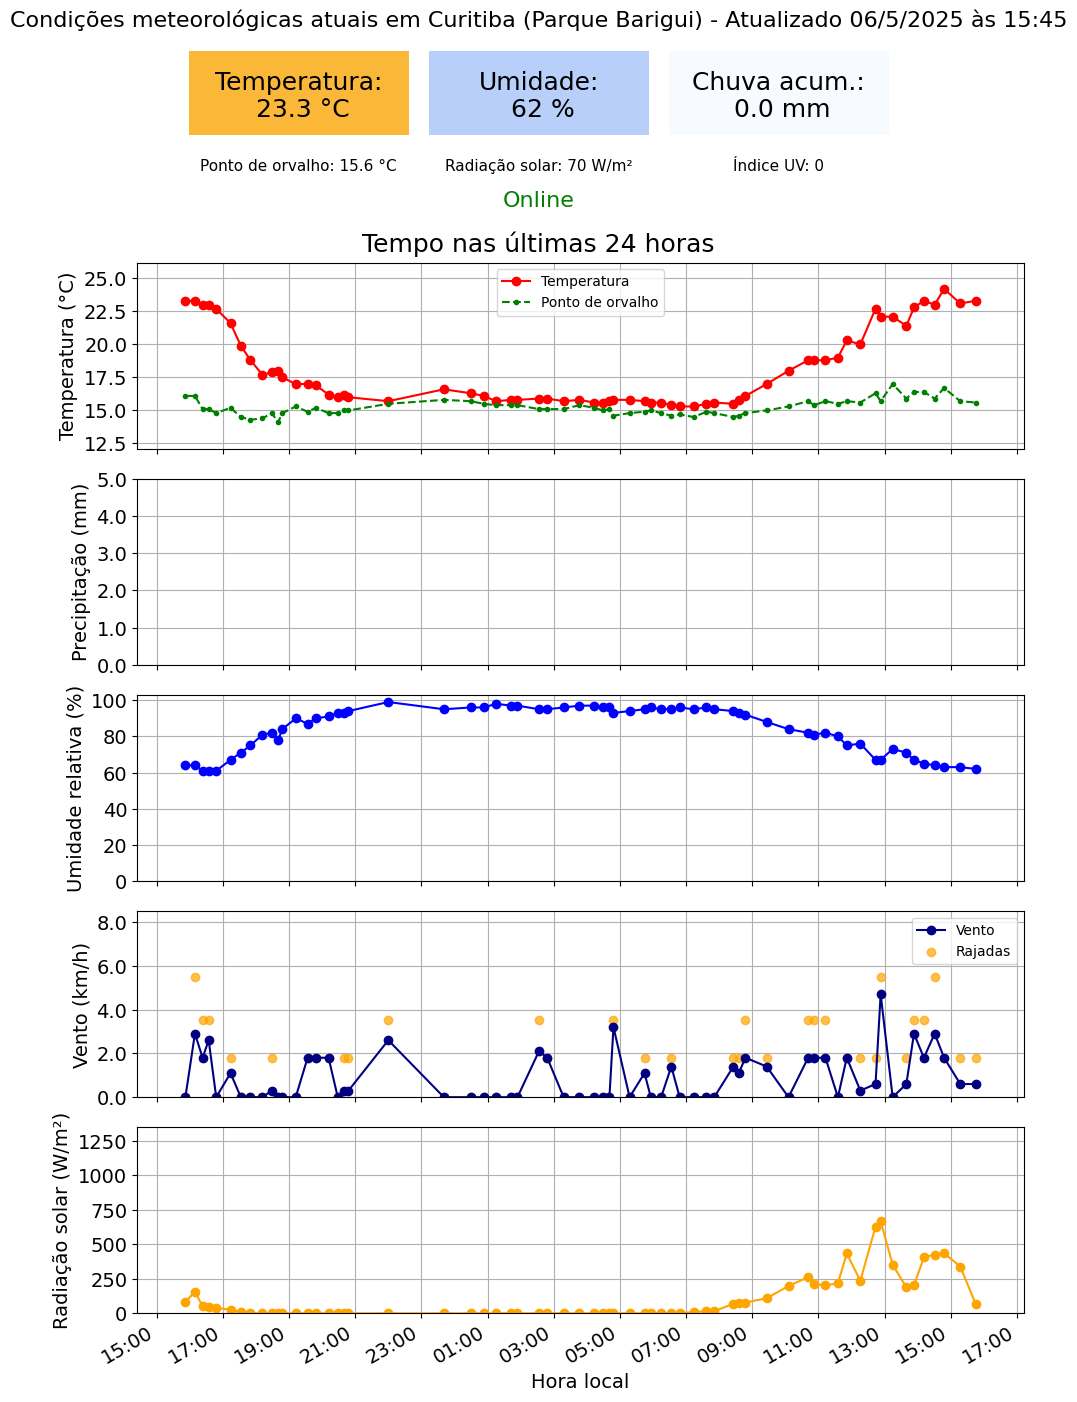 Condições meteorológicas atuais em Curitiba (Parque Barigui) - Atualizado 06/5/2025 às 15:45
Temperatura:
23.3 °C
Umidade:
62 %
Chuva acum.:
0.0 mm
Ponto de orvalho: 15.6 °C
Radiação solar: 70 W/m²
Índice UV: 0
Online
Tempo nas últimas 24 horas
Temperatura (°C)
25.0
22.5
20.0
17.5
15.0
12.5
Temperatura
Ponto de orvalho
Precipitação (mm)
5.0
4.0
3.0
2.0
1.0
0.0
Umidade relativa (%)
100
80
60
40
20
0
Vento (km/h)
8.0
6.0
4.0
2.0
0.0
Vento
Rajadas
Radiação solar (W/m²)
1250
1000
750
500
250
0
15:00
17:00
19:00
21:00
23:00
01:00
03:00
05:00
07:00
09:00
11:00
13:00
15:00
17:00
Hora local